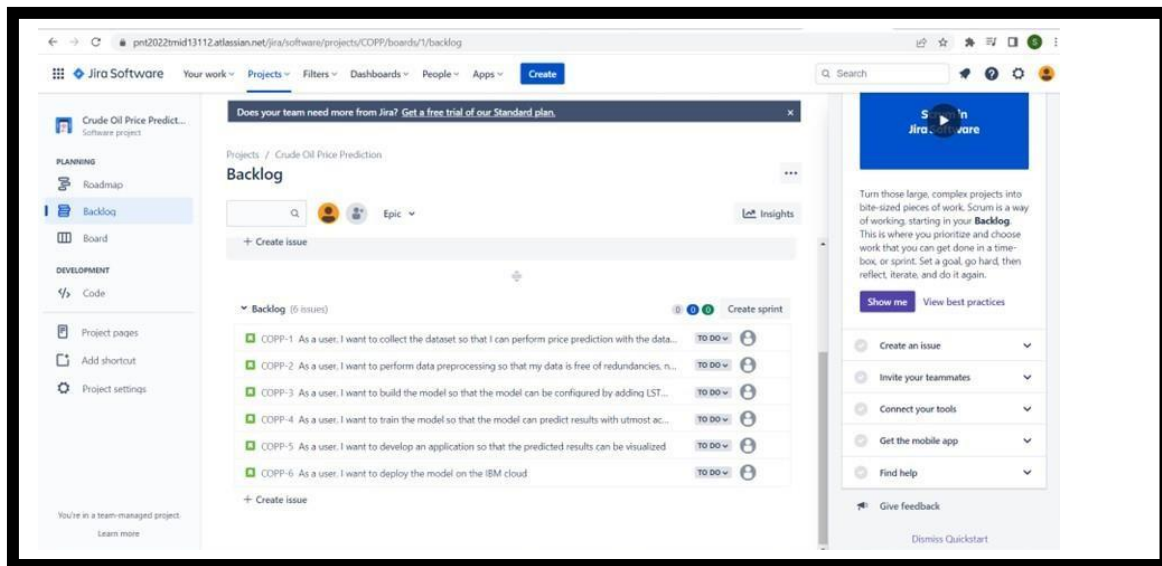 pnt2022tmid13112.atlassian.net/jira/software/projects/COPP/boards/1/backlog
S
Jira Software Your work Projects Filters Dashboards People Apps Create Search
Crude Oil Price Predict...
Software project
PLANNING
Roadmap
Backlog
Board
DEVELOPMENT
Code
Project pages
Add shortcut
Project settings
You're in a team-managed project
Learn more
Does your team need more from Jira? Get a free trial of our Standard plan.
Projects / Crude Oil Price Prediction
Backlog
Epic Insights
+ Create issue
Backlog (6 issues) 0 0 0 Create sprint
COPP-1 As a user, I want to collect the dataset so that I can perform price prediction with the data... TO DO
COPP-2 As a user, I want to perform data preprocessing so that my data is free of redundancies, n... TO DO
COPP-3 As a user, I want to build the model so that the model can be configured by adding LST... TO DO
COPP-4 As a user, I want to train the model so that the model can predict results with utmost ac... TO DO
COPP-5 As a user, I want to develop an application so that the predicted results can be visualized TO DO
COPP-6 As a user, I want to deploy the model on the IBM cloud TO DO
+ Create issue
Jira Software
Turn those large, complex projects into
bite-sized pieces of work. Scrum is a way
of working, starting in your Backlog.
This is where you prioritize and choose
work that you can get done in a time-
box, or sprint. Set a goal, go hard, then
reflect, iterate, and do it again.
Show me View best practices
Create an issue
Invite your teammates
Connect your tools
Get the mobile app
Find help
Give feedback
Dismiss Quickstart